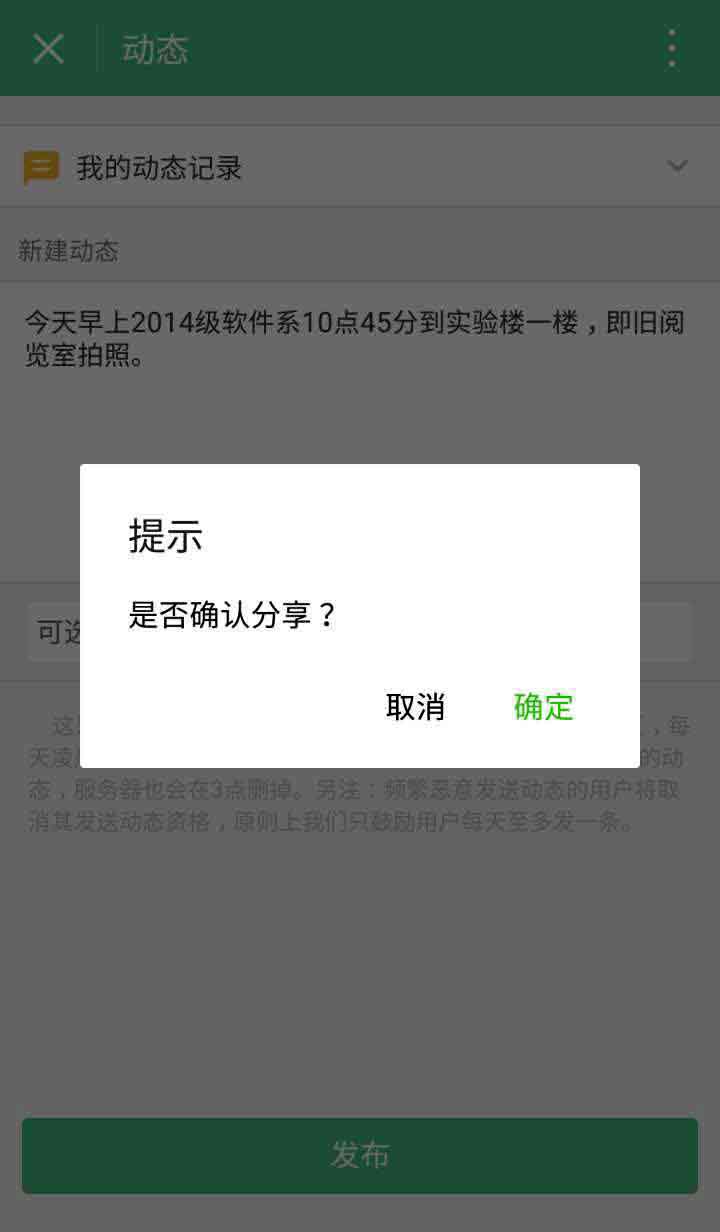 动态
我的动态记录
新建动态
今天早上2014级软件系10点45分到实验楼一楼，即旧阅
览室拍照。
提示
是否确认分享？
取消 确定
可
，每
天凌 的动
态，服务器也会在3点删掉。另注：频繁恶意发送动态的用户将取
消其发送动态资格，原则上我们只鼓励用户每天至多发一条。
发布